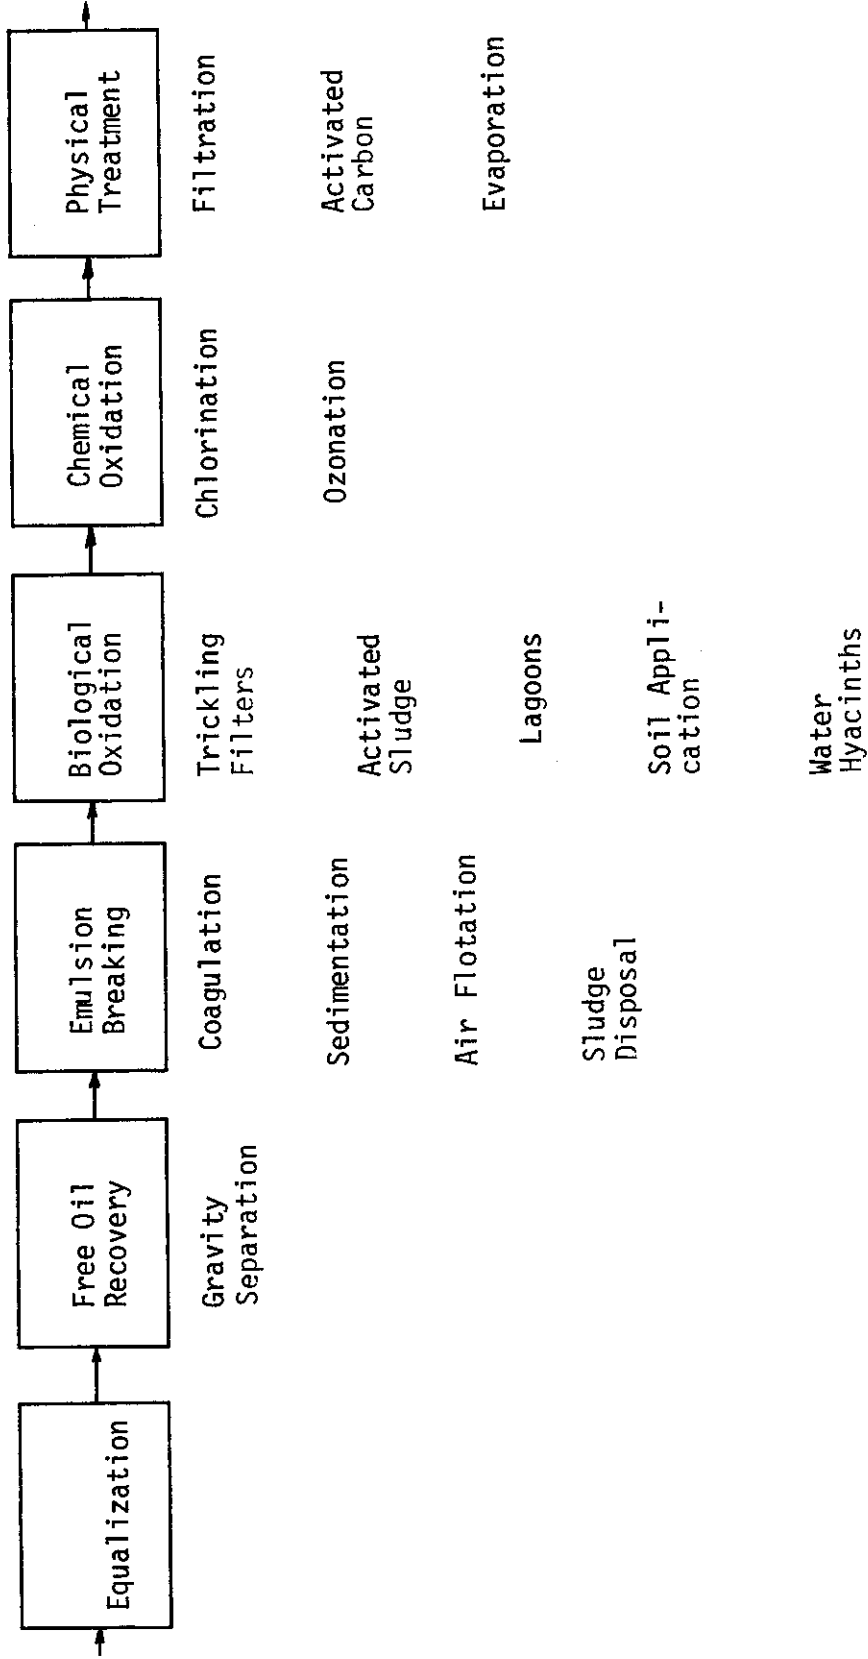 Equalization
Free Oil
Recovery
Gravity
Separation
Emulsion
Breaking
Coagulation
Sedimentation
Air Flotation
Sludge
Disposal
Biological
Oxidation
Trickling
Filters
Activated
Sludge
Lagoons
Soil Appli-
cation
Water
Hyacinths
Chemical
Oxidation
Chlorination
Ozonation
Physical
Treatment
Filtration
Activated
Carbon
Evaporation